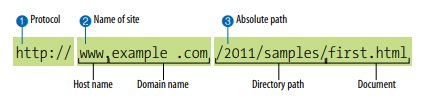 1 Protocol 2 Name of site 3 Absolute path
http:// www.example .com /2011/samples/first.html
Host name Domain name Directory path Document